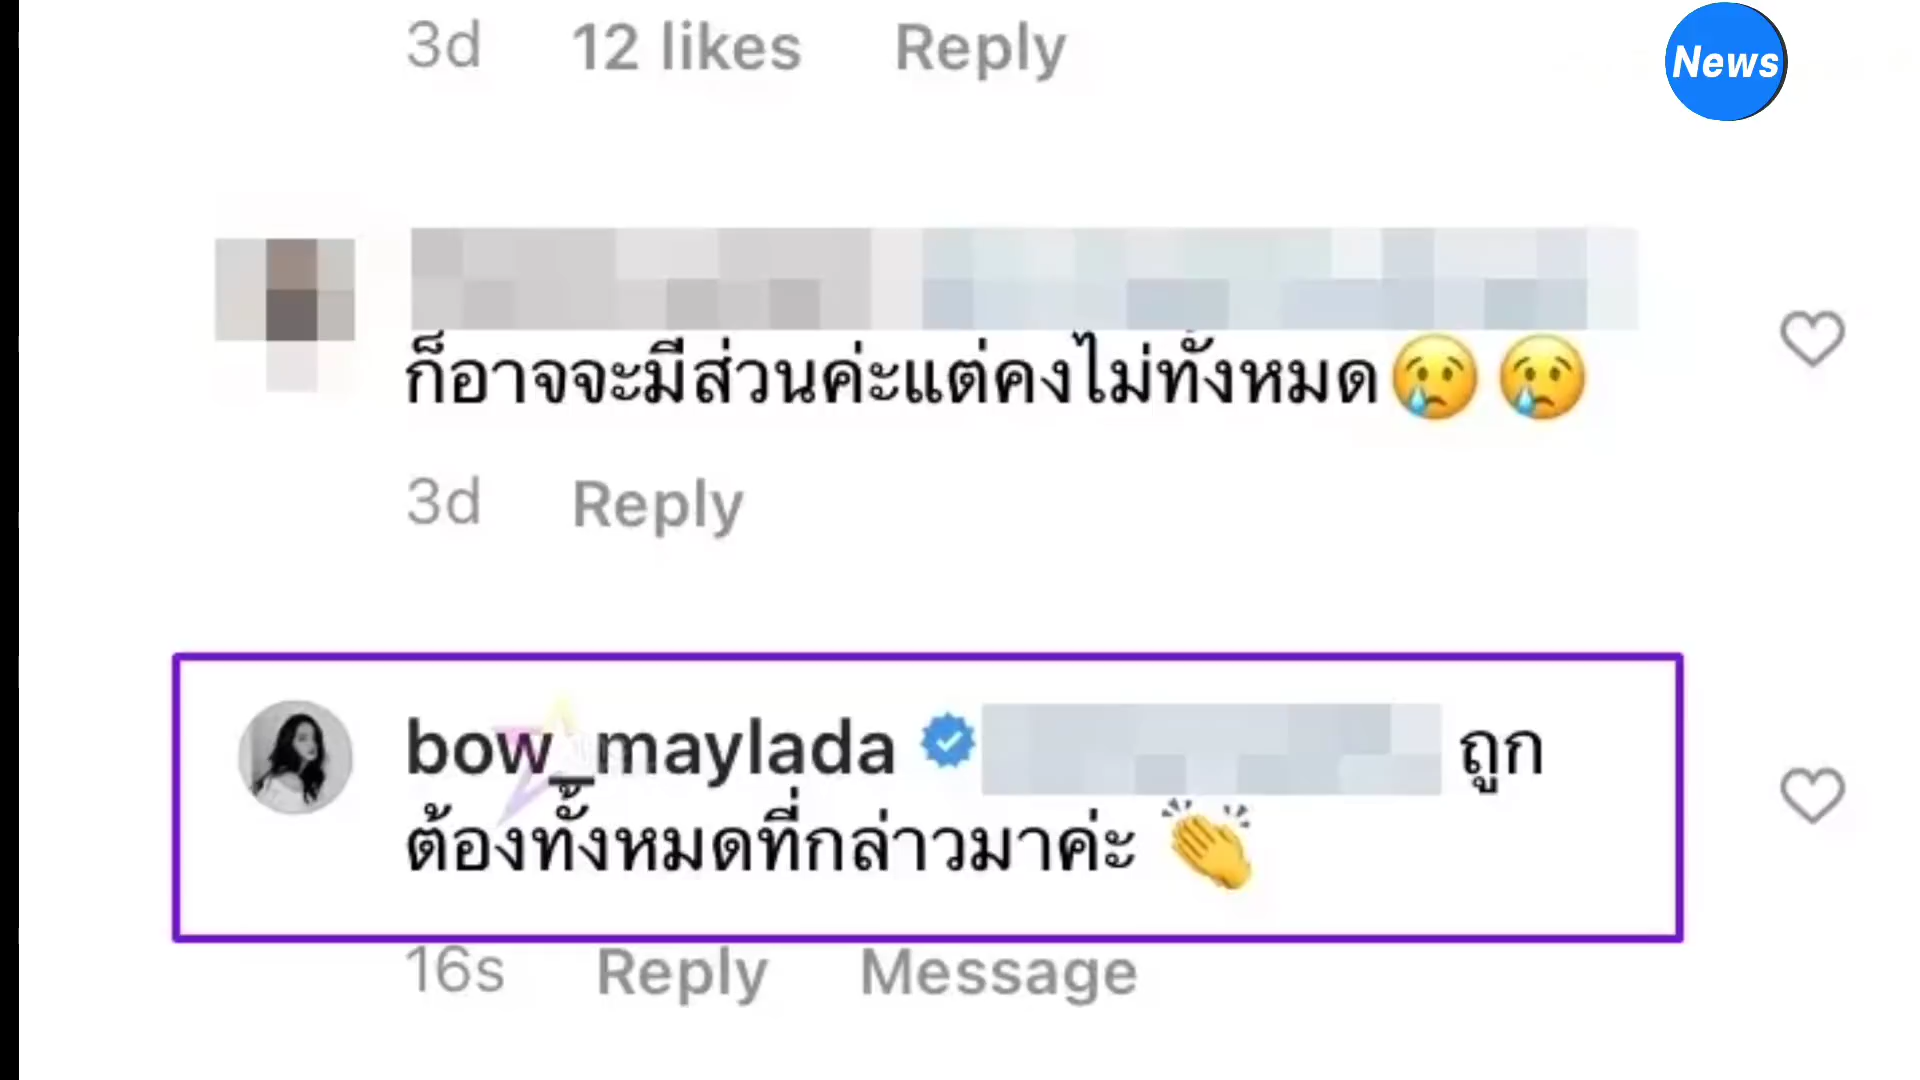 3d 12 likes Reply
News
ก็อาจจะมีส่วนค่ะแต่คงไม่ทั้งหมด😢😢
3d Reply
bow_maylada ถูก
ต้องทั้งหมดที่กล่าวมาค่ะ 👏
16s Reply Message